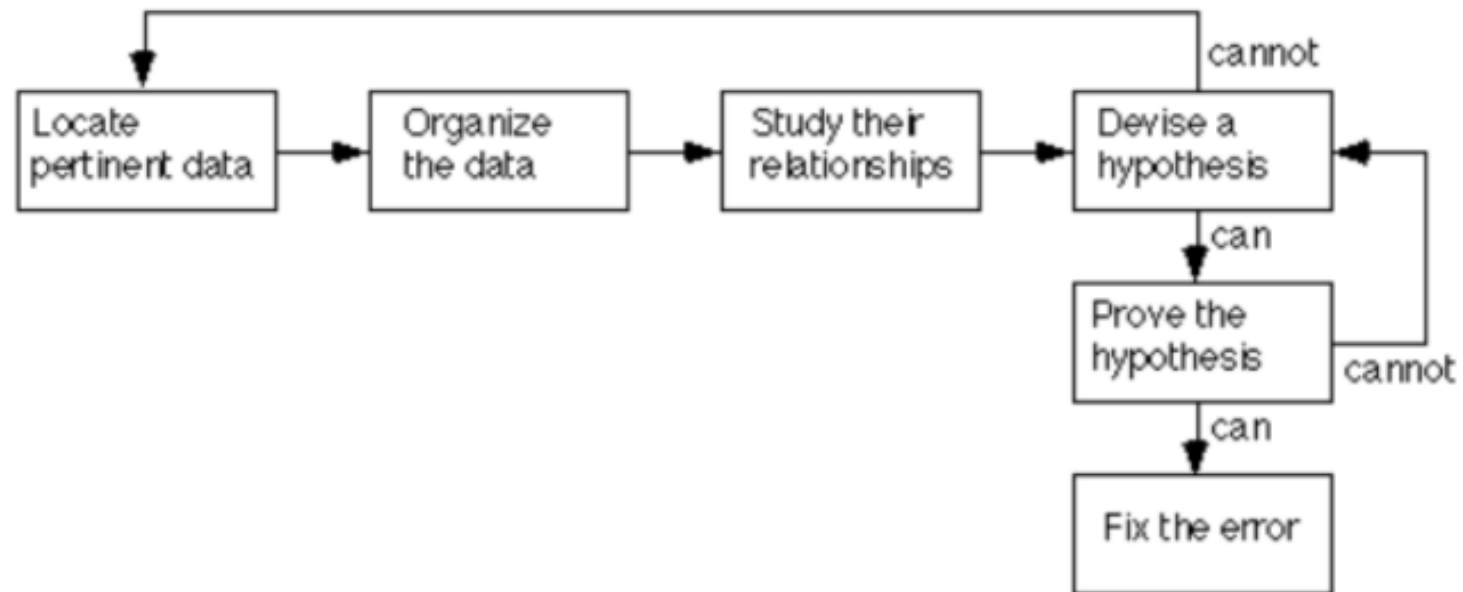 cannot
Locate
pertinent data
Organize
the data
Study their
relationships
Devise a
hypothesis
can
Prove the
hypothesis
cannot
can
Fix the error